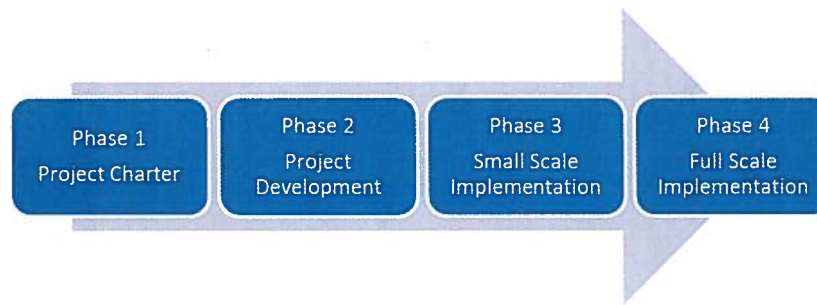 Phase 1
Project Charter
Phase 2
Project
Development
Phase 3
Small Scale
Implementation
Phase 4
Full Scale
Implementation